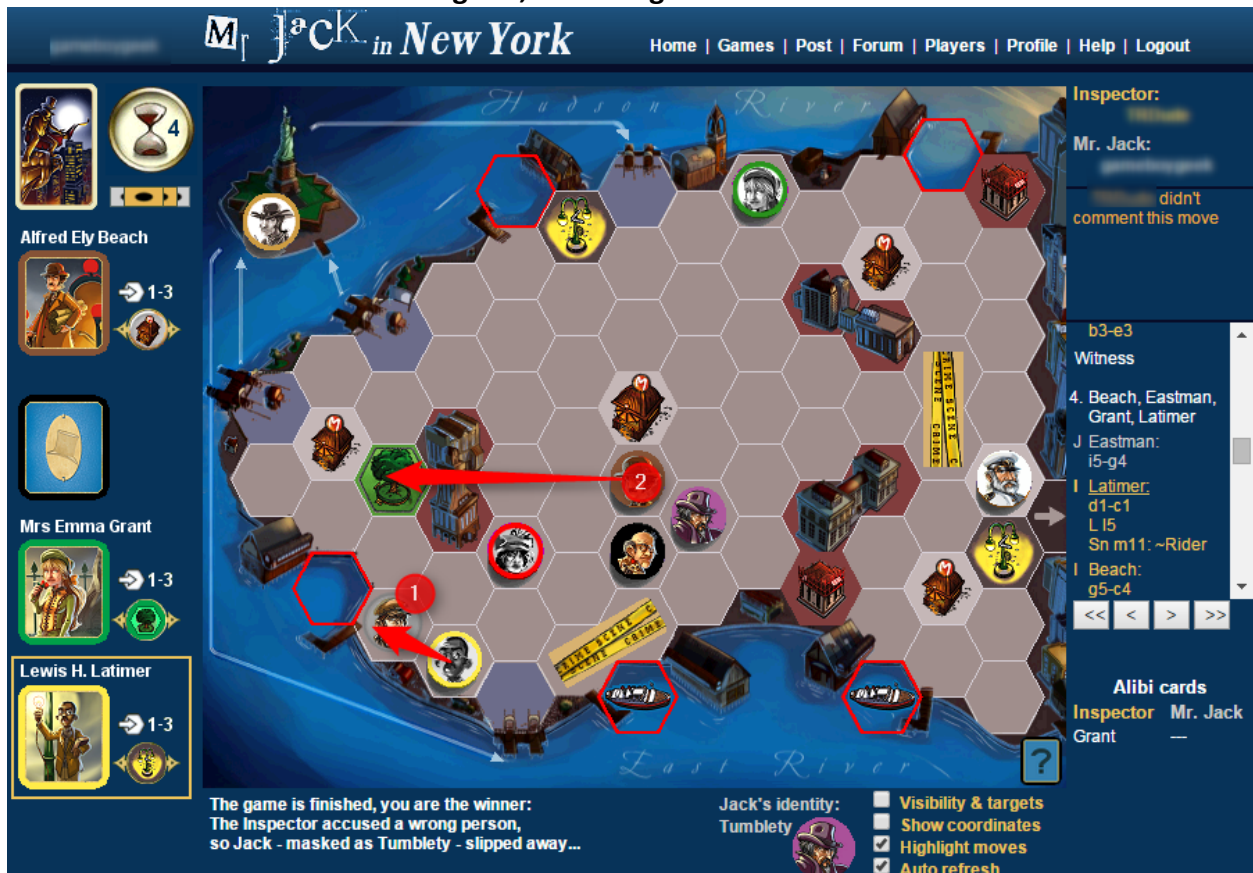 Mr Jack in New York
Home | Games | Post | Forum | Players | Profile | Help | Logout
4
Alfred Ely Beach
1-3
Mrs Emma Grant
1-3
Lewis H. Latimer
1-3
Hudson River
M
M
M
M
CRIME SCENE CRIME
1
2
CRIME SCENE CRIME
East River
?
Inspector:
Mr. Jack:
didn't
comment this move
b3-e3
Witness
4. Beach, Eastman,
Grant, Latimer
J Eastman:
i5-g4
I Latimer:
d1-c1
L l5
Sn m11: ~Rider
I Beach:
g5-c4
<< < > >>
Alibi cards
Inspector Mr. Jack
Grant ---
The game is finished, you are the winner:
The Inspector accused a wrong person,
so Jack - masked as Tumblety - slipped away...
Jack's identity:
Tumblety
Visibility & targets
Show coordinates
Highlight moves
Auto refresh